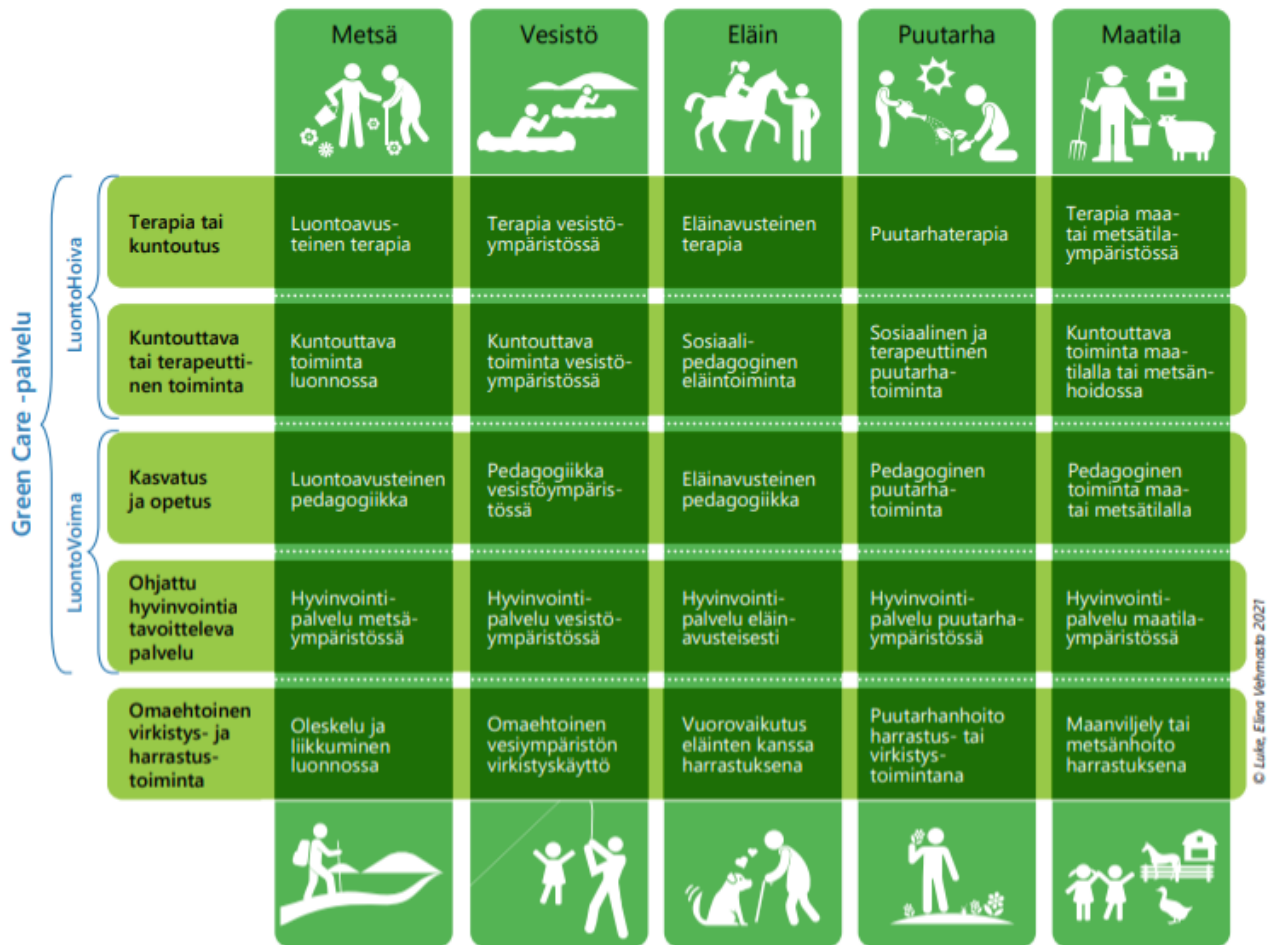 Metsä
Vesistö
Eläin
Puutarha
Maatila
Green Care -palvelu
LuontoHoiva
Terapia tai
kuntoutus
Luontoavus-
teinen terapia
Terapia vesistö-
ympäristössä
Eläinavusteinen
terapia
Puutarhaterapia
Terapia maa-
tai metsätila-
ympäristössä
Kuntouttava
tai terapeutti-
nen toiminta
Kuntouttava
toiminta
luonnossa
Kuntouttava
toiminta vesistö-
ympäristössä
Sosiaali-
pedagoginen
eläintoiminta
Sosiaalinen ja
terapeuttinen
puutarha-
toiminta
Kuntouttava
toiminta maa-
tilalla tai metsän-
hoidossa
LuontoVoima
Kasvatus
ja opetus
Luontoavusteinen
pedagogiikka
Pedagogiikka
vesistöympäris-
tössä
Eläinavusteinen
pedagogiikka
Pedagoginen
puutarha-
toiminta
Pedagoginen
toiminta maa-
tai metsätilalla
Ohjattu
hyvinvointia
tavoitteleva
palvelu
Hyvinvointi-
palvelu metsä-
ympäristössä
Hyvinvointi-
palvelu vesistö-
ympäristössä
Hyvinvointi-
palvelu eläin-
avusteisesti
Hyvinvointi-
palvelu puutarha-
ympäristössä
Hyvinvointi-
palvelu maatila-
ympäristössä
Omaehtoinen
virkistys- ja
harrastus-
toiminta
Oleskelu ja
liikkuminen
luonnossa
Omaehtoinen
vesiympäristön
virkistyskäyttö
Vuorovaikutus
eläinten kanssa
harrastuksena
Puutarhanhoito
harrastus- tai
virkistys-
toimintana
Maanviljely tai
metsänhoito
harrastuksena
© Luke, Elina Vehmasto 2021